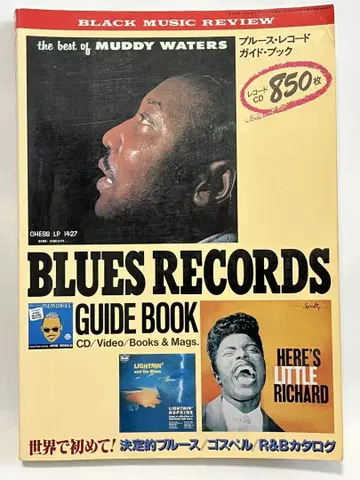 BLACK MUSIC REVIEW
the best of MUDDY WATERS
ブルース・レコード
ガイド・ブック
レコード
CD
850枚
CHESS LP 1427
BLUES RECORDS
GUIDE BOOK
CD/Video/Books & Mags.
MEMORIES
LIGHTNIN'
and the Blues
LIGHTNIN'
HOPKINS
HERE'S
LITTLE
RICHARD
世界で初めて!決定的ブルース/ゴスペル/R&Bカタログ